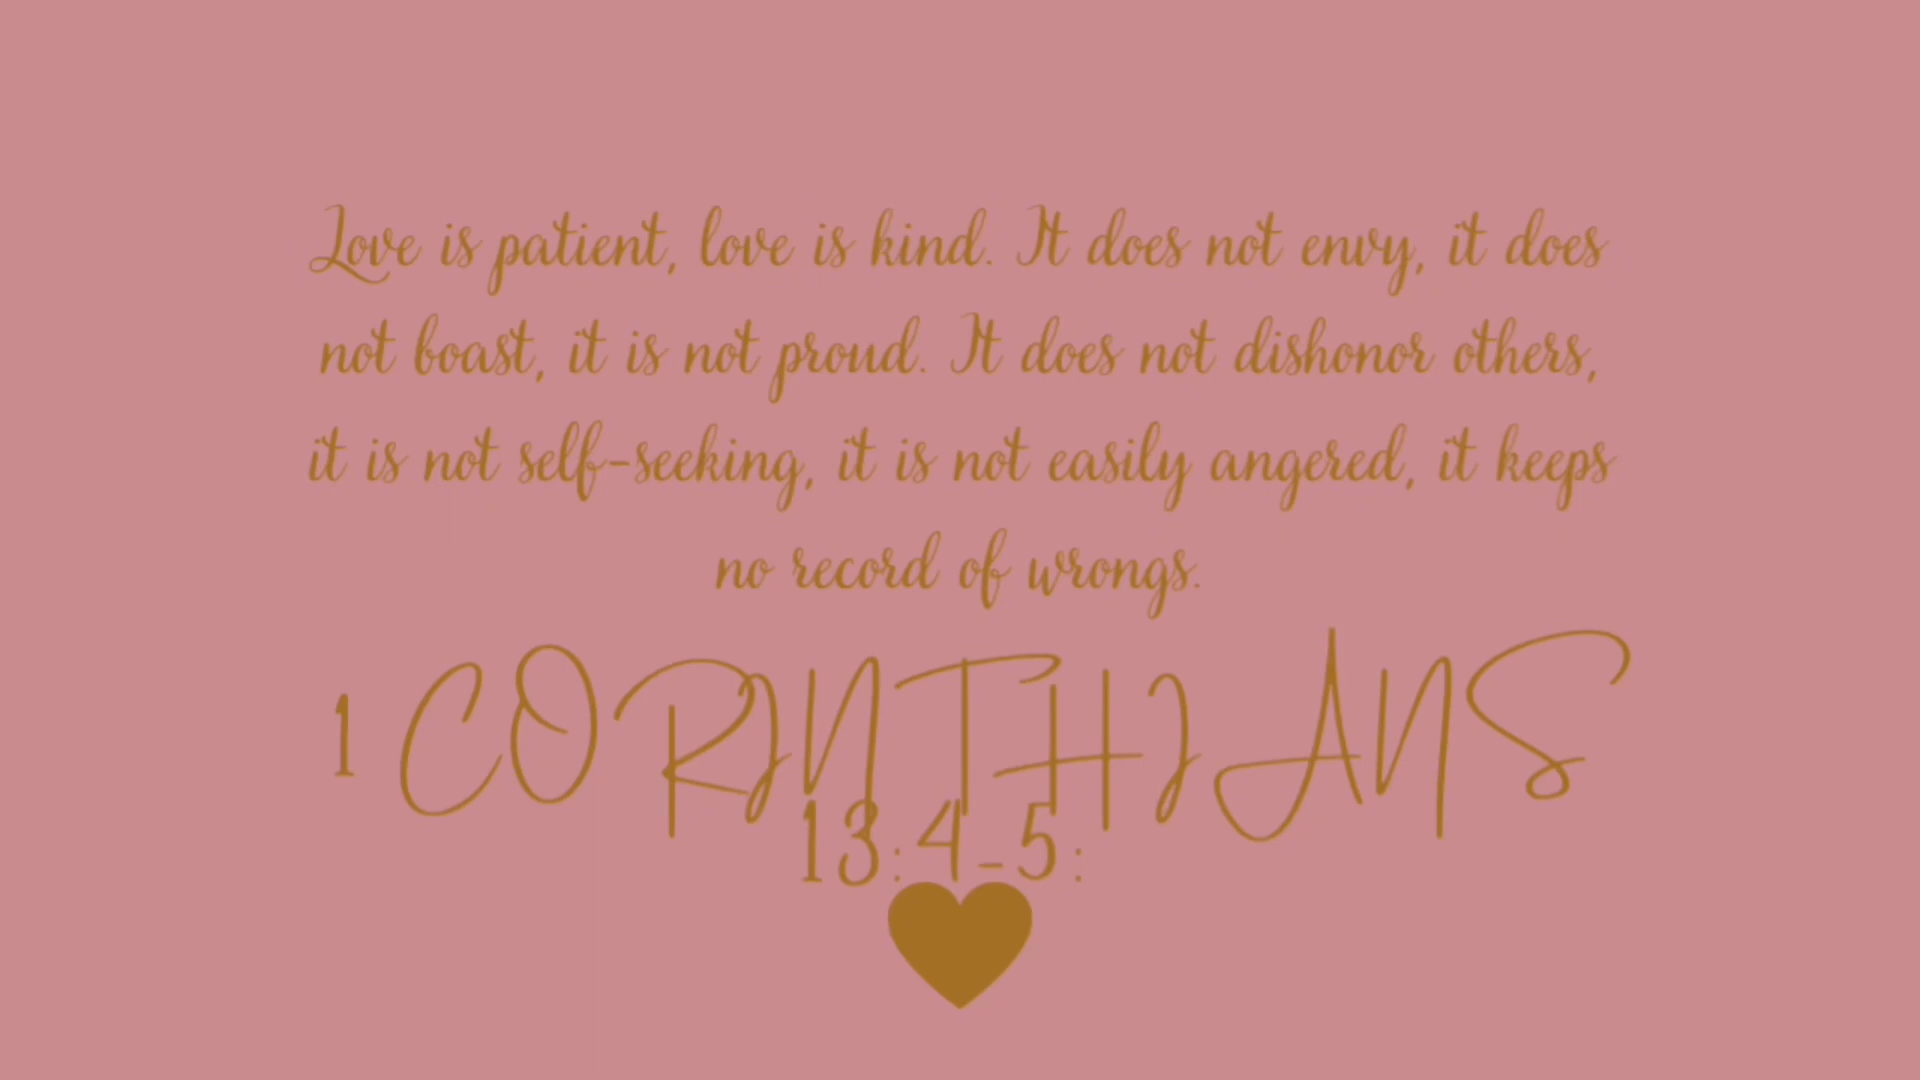 Love is patient, love is kind. It does not envy, it does
not boast, it is not proud. It does not dishonor others,
it is not self-seeking, it is not easily angered, it keeps
no record of wrongs.
1 CORINTHIANS
13:4-5: